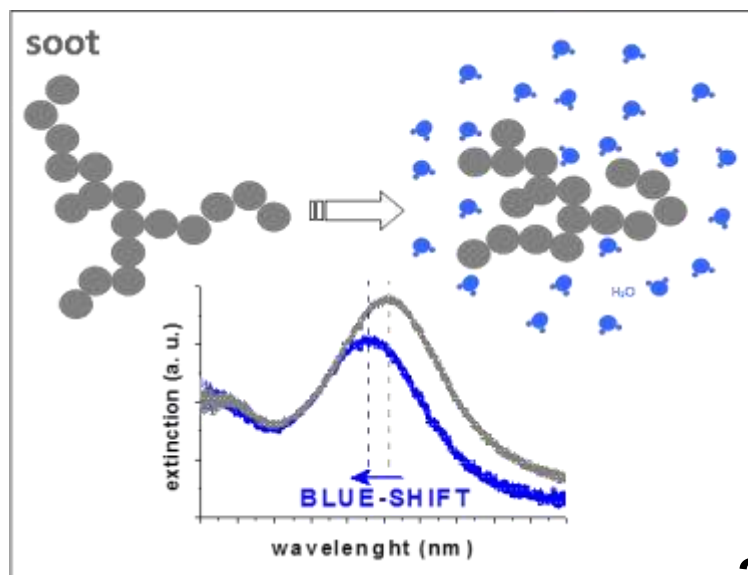 soot
H₂O
extinction (a. u.)
BLUE-SHIFT
wavelenght (nm)